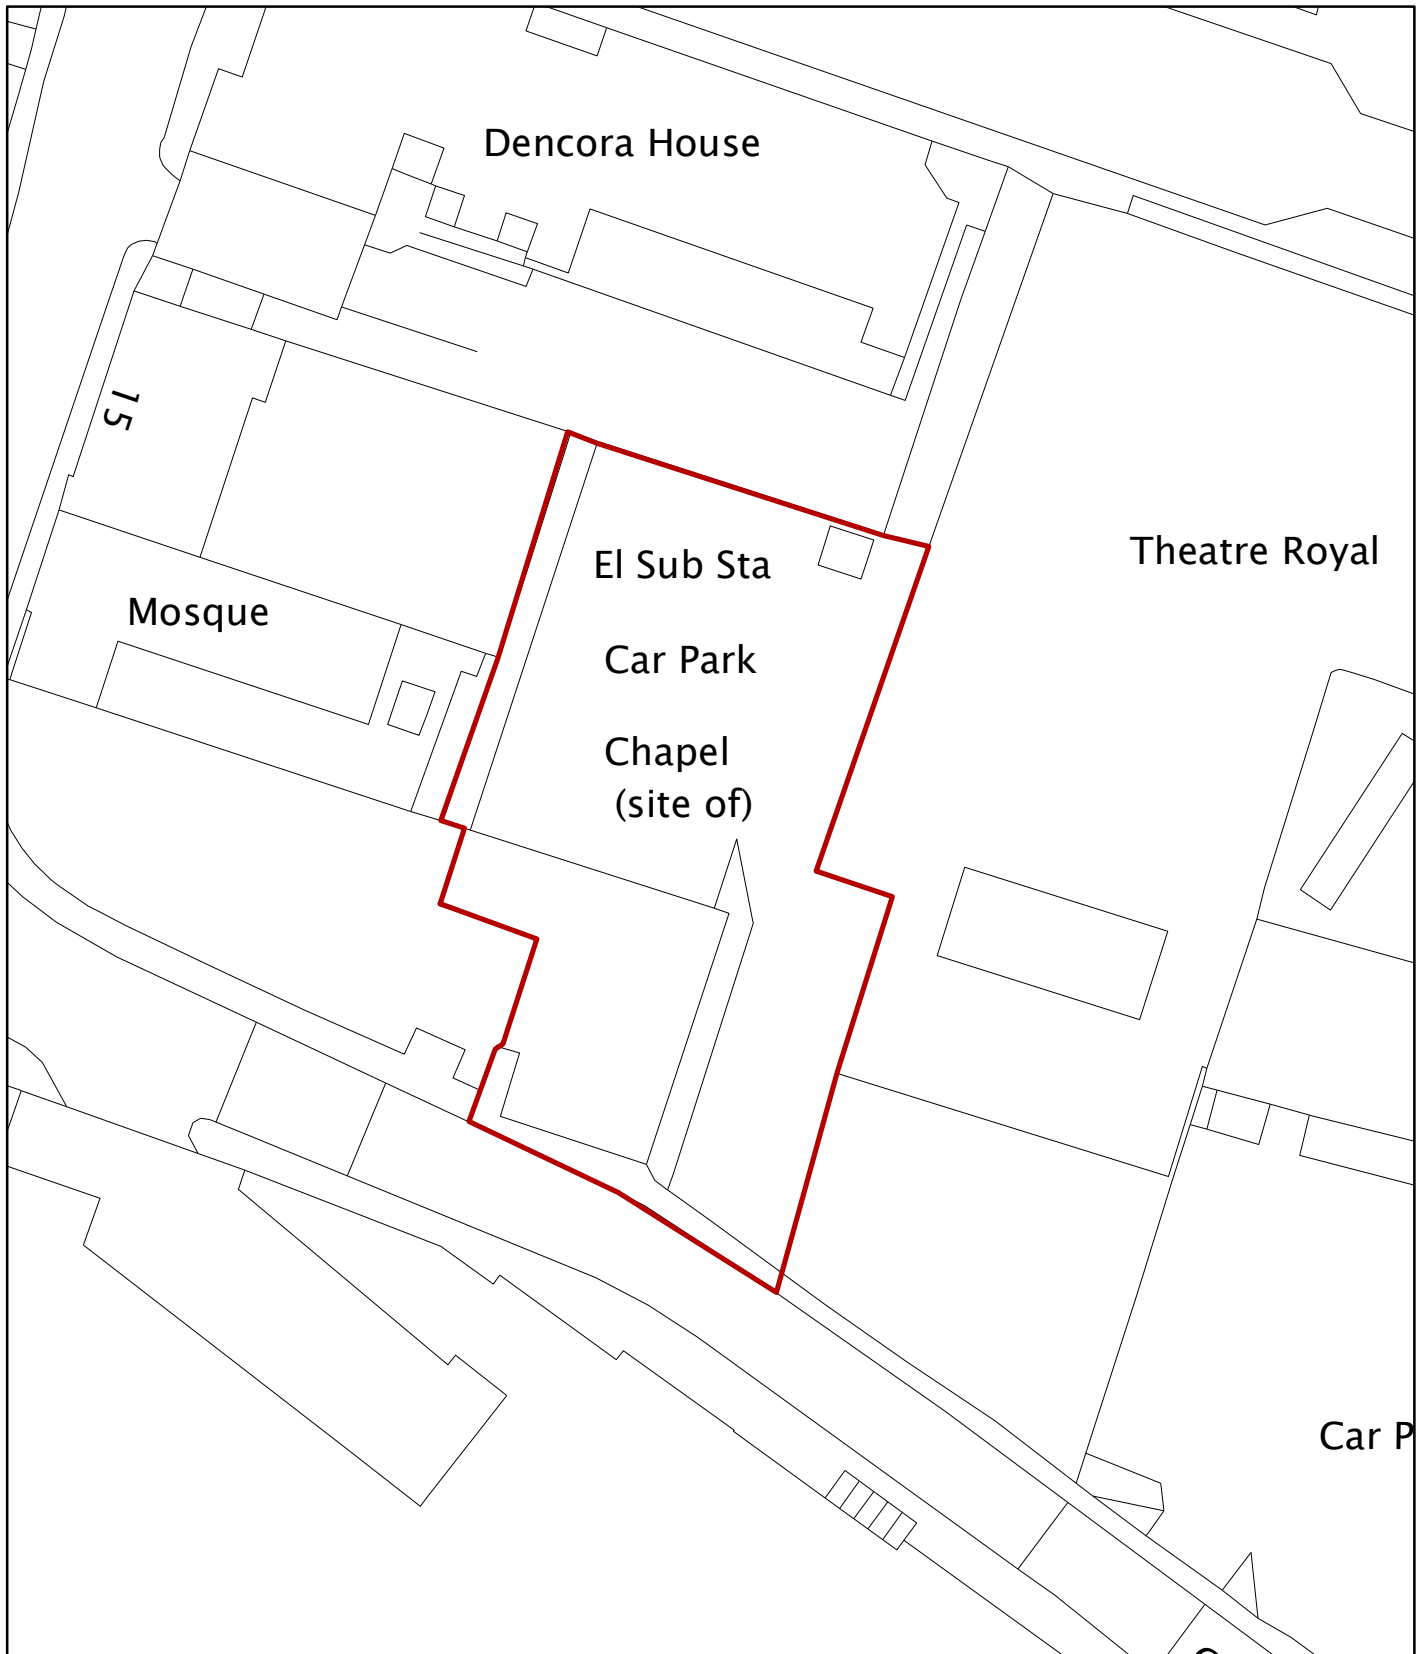 Dencora House
15
El Sub Sta
Theatre Royal
Mosque
Car Park
Chapel
(site of)
Car P